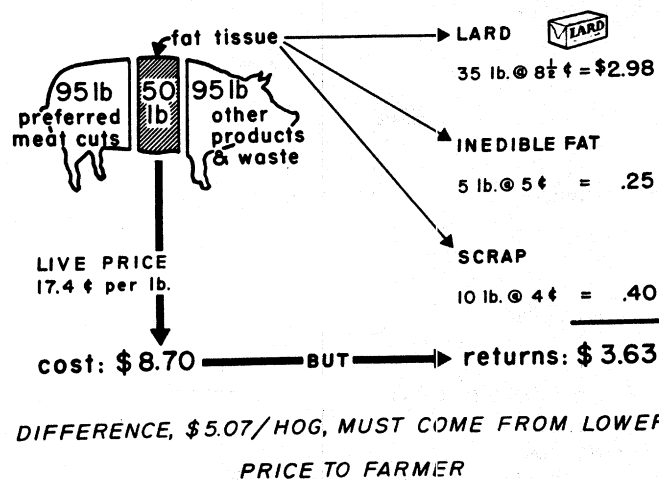 fat tissue
LARD
LARD
35 lb. @ 8½ ¢ = $2.98
95 lb
preferred
meat cuts
50
lb
95 lb
other
products
& waste
INEDIBLE FAT
5 lb. @ 5 ¢ = .25
SCRAP
10 lb. @ 4 ¢ = .40
LIVE PRICE
17.4 ¢ per lb.
cost: $ 8.70
BUT
returns: $ 3.63
DIFFERENCE, $5.07/HOG, MUST COME FROM LOWER
PRICE TO FARMER